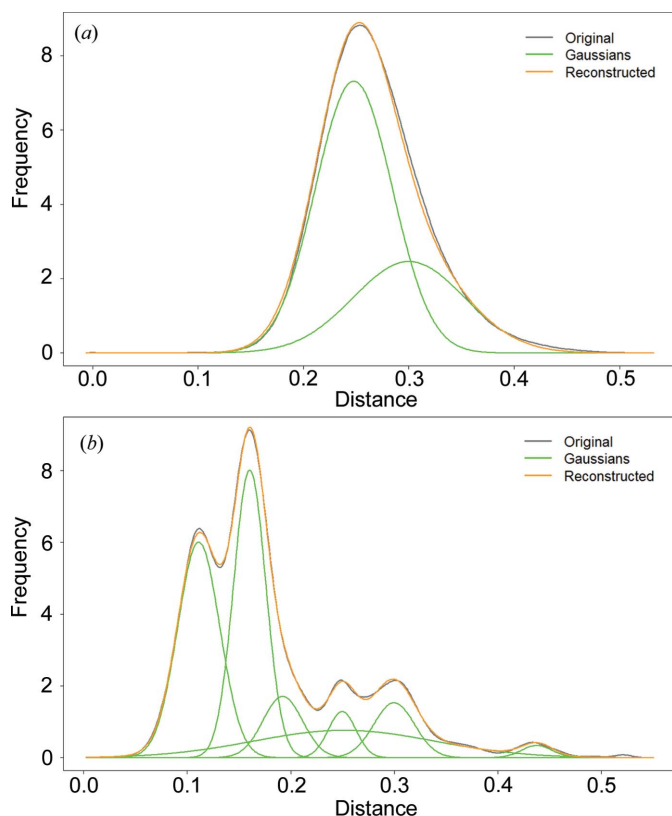 (a)
Original
Gaussians
Reconstructed
Frequency
8
6
4
2
0
0.0 0.1 0.2 0.3 0.4 0.5
Distance
(b)
Original
Gaussians
Reconstructed
Frequency
8
6
4
2
0
0.0 0.1 0.2 0.3 0.4 0.5
Distance